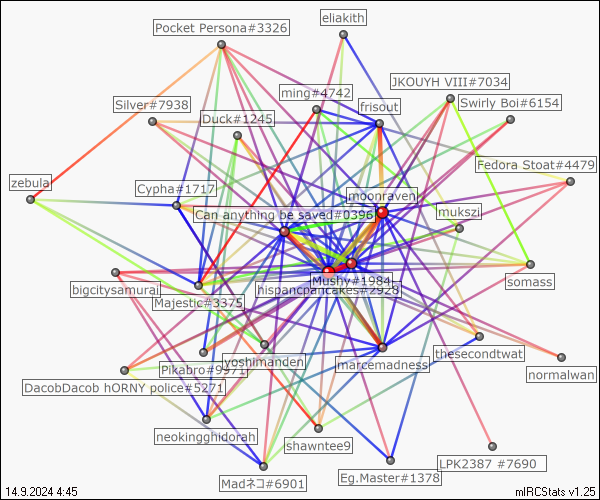 eliakith
Pocket Persona#3326
JKOUYH VIII#7034
ming#4742
Swirly Boi#6154
Silver#7938
frisout
Duck#1245
Fedora Stoat#4479
zebula
Cypha#1717
moonraven
Can anything be saved#0396
mukszi
Mushy#1984
somass
bigcitysamurai
hispancpancakes#2928
Majestic#3375
thesecondtwat
yoshimanden
marcemadness
Pikabro#9971
normalwan
DacobDacob hORNY police#5271
neokingghidorah
shawntee9
LPK2387 #7690
Eg.Master#1378
Madネコ#6901
14.9.2024 4:45
mIRCStats v1.25